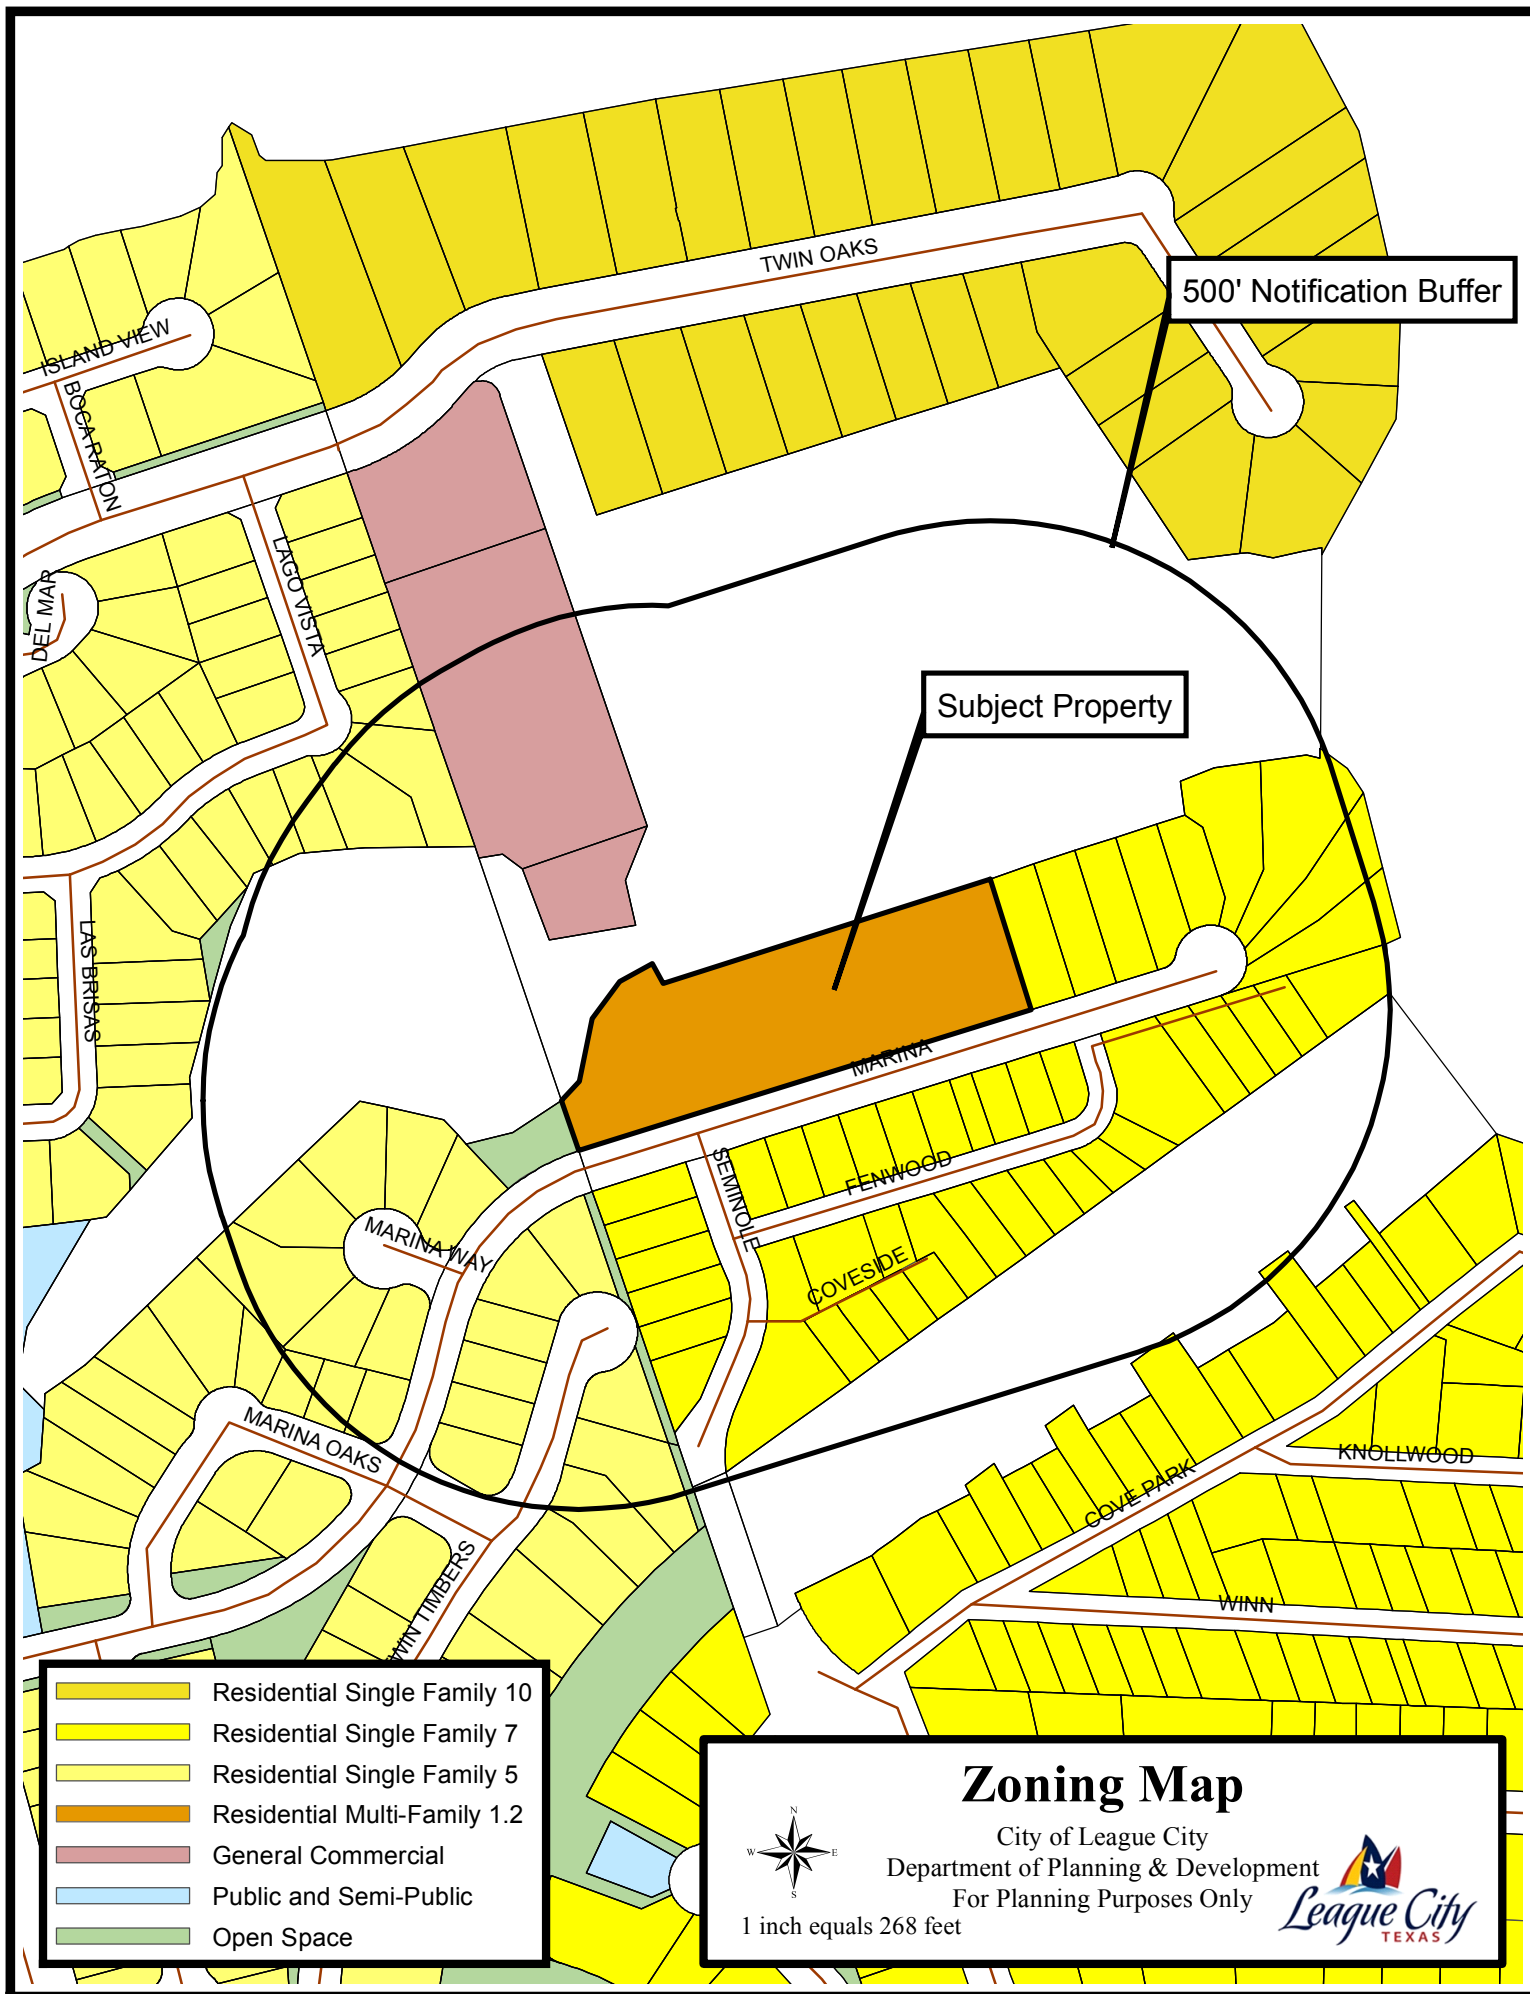 TWIN OAKS
500' Notification Buffer
ISLAND VIEW
BOCA RATON
LAGO VISTA
DEL MAR
Subject Property
LAS BRISAS
MARINA
SEMINOLE
FENWOOD
MARINA WAY
COVESIDE
MARINA OAKS
KNOLLWOOD
COVE PARK
WIN TIMBERS
WINN
Residential Single Family 10
Residential Single Family 7
Residential Single Family 5
Residential Multi-Family 1.2
General Commercial
Public and Semi-Public
Open Space
Zoning Map
City of League City
Department of Planning & Development
For Planning Purposes Only
1 inch equals 268 feet
N
W
E
S
League City
TEXAS